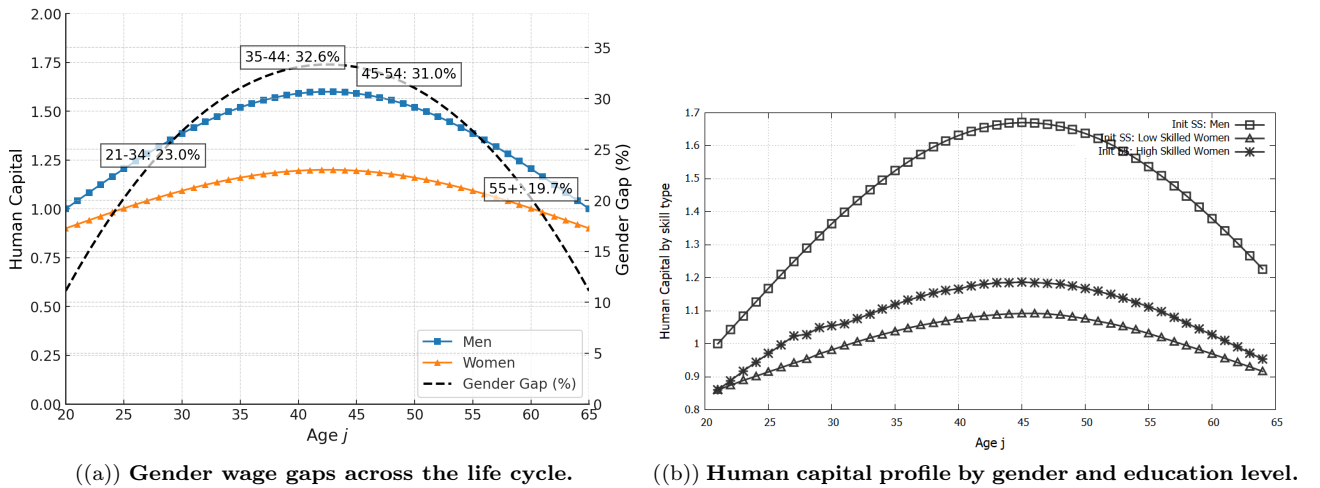 2.00
1.75
1.50
1.25
1.00
0.75
0.50
0.25
0.00
Human Capital
35
30
25
20
15
10
5
0
Gender Gap (%)
35-44: 32.6%
45-54: 31.0%
21-34: 23.0%
55+: 19.7%
Men
Women
Gender Gap (%)
20 25 30 35 40 45 50 55 60 65
Age j
((a)) Gender wage gaps across the life cycle.
1.7
1.6
1.5
1.4
1.3
1.2
1.1
1
0.9
0.8
Human Capital by skill type
Init SS: Men
Init SS: Low Skilled Women
Init SS: High Skilled Women
20 25 30 35 40 45 50 55 60 65
Age j
((b)) Human capital profile by gender and education level.